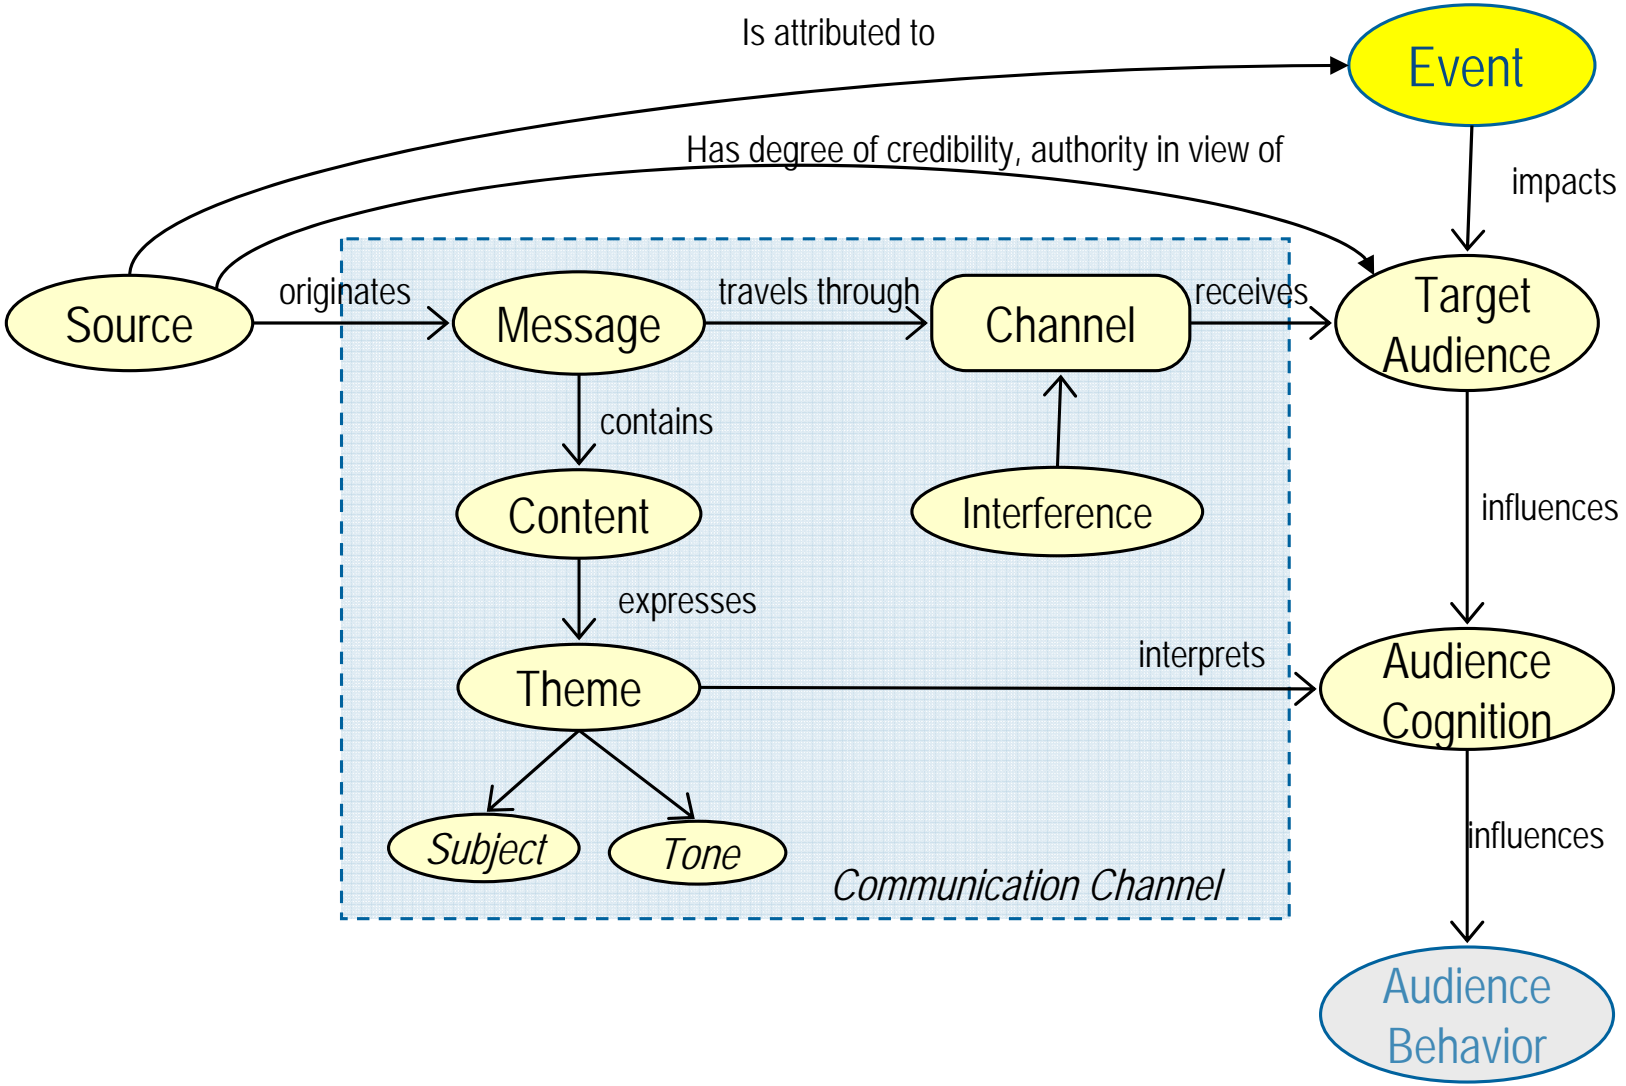 Is attributed to
Event
Has degree of credibility, authority in view of
impacts
Source
originates
Message
travels through
Channel
receives
Target
Audience
contains
Content
Interference
influences
expresses
Theme
interprets
Audience
Cognition
Subject
Tone
influences
Communication Channel
Audience
Behavior